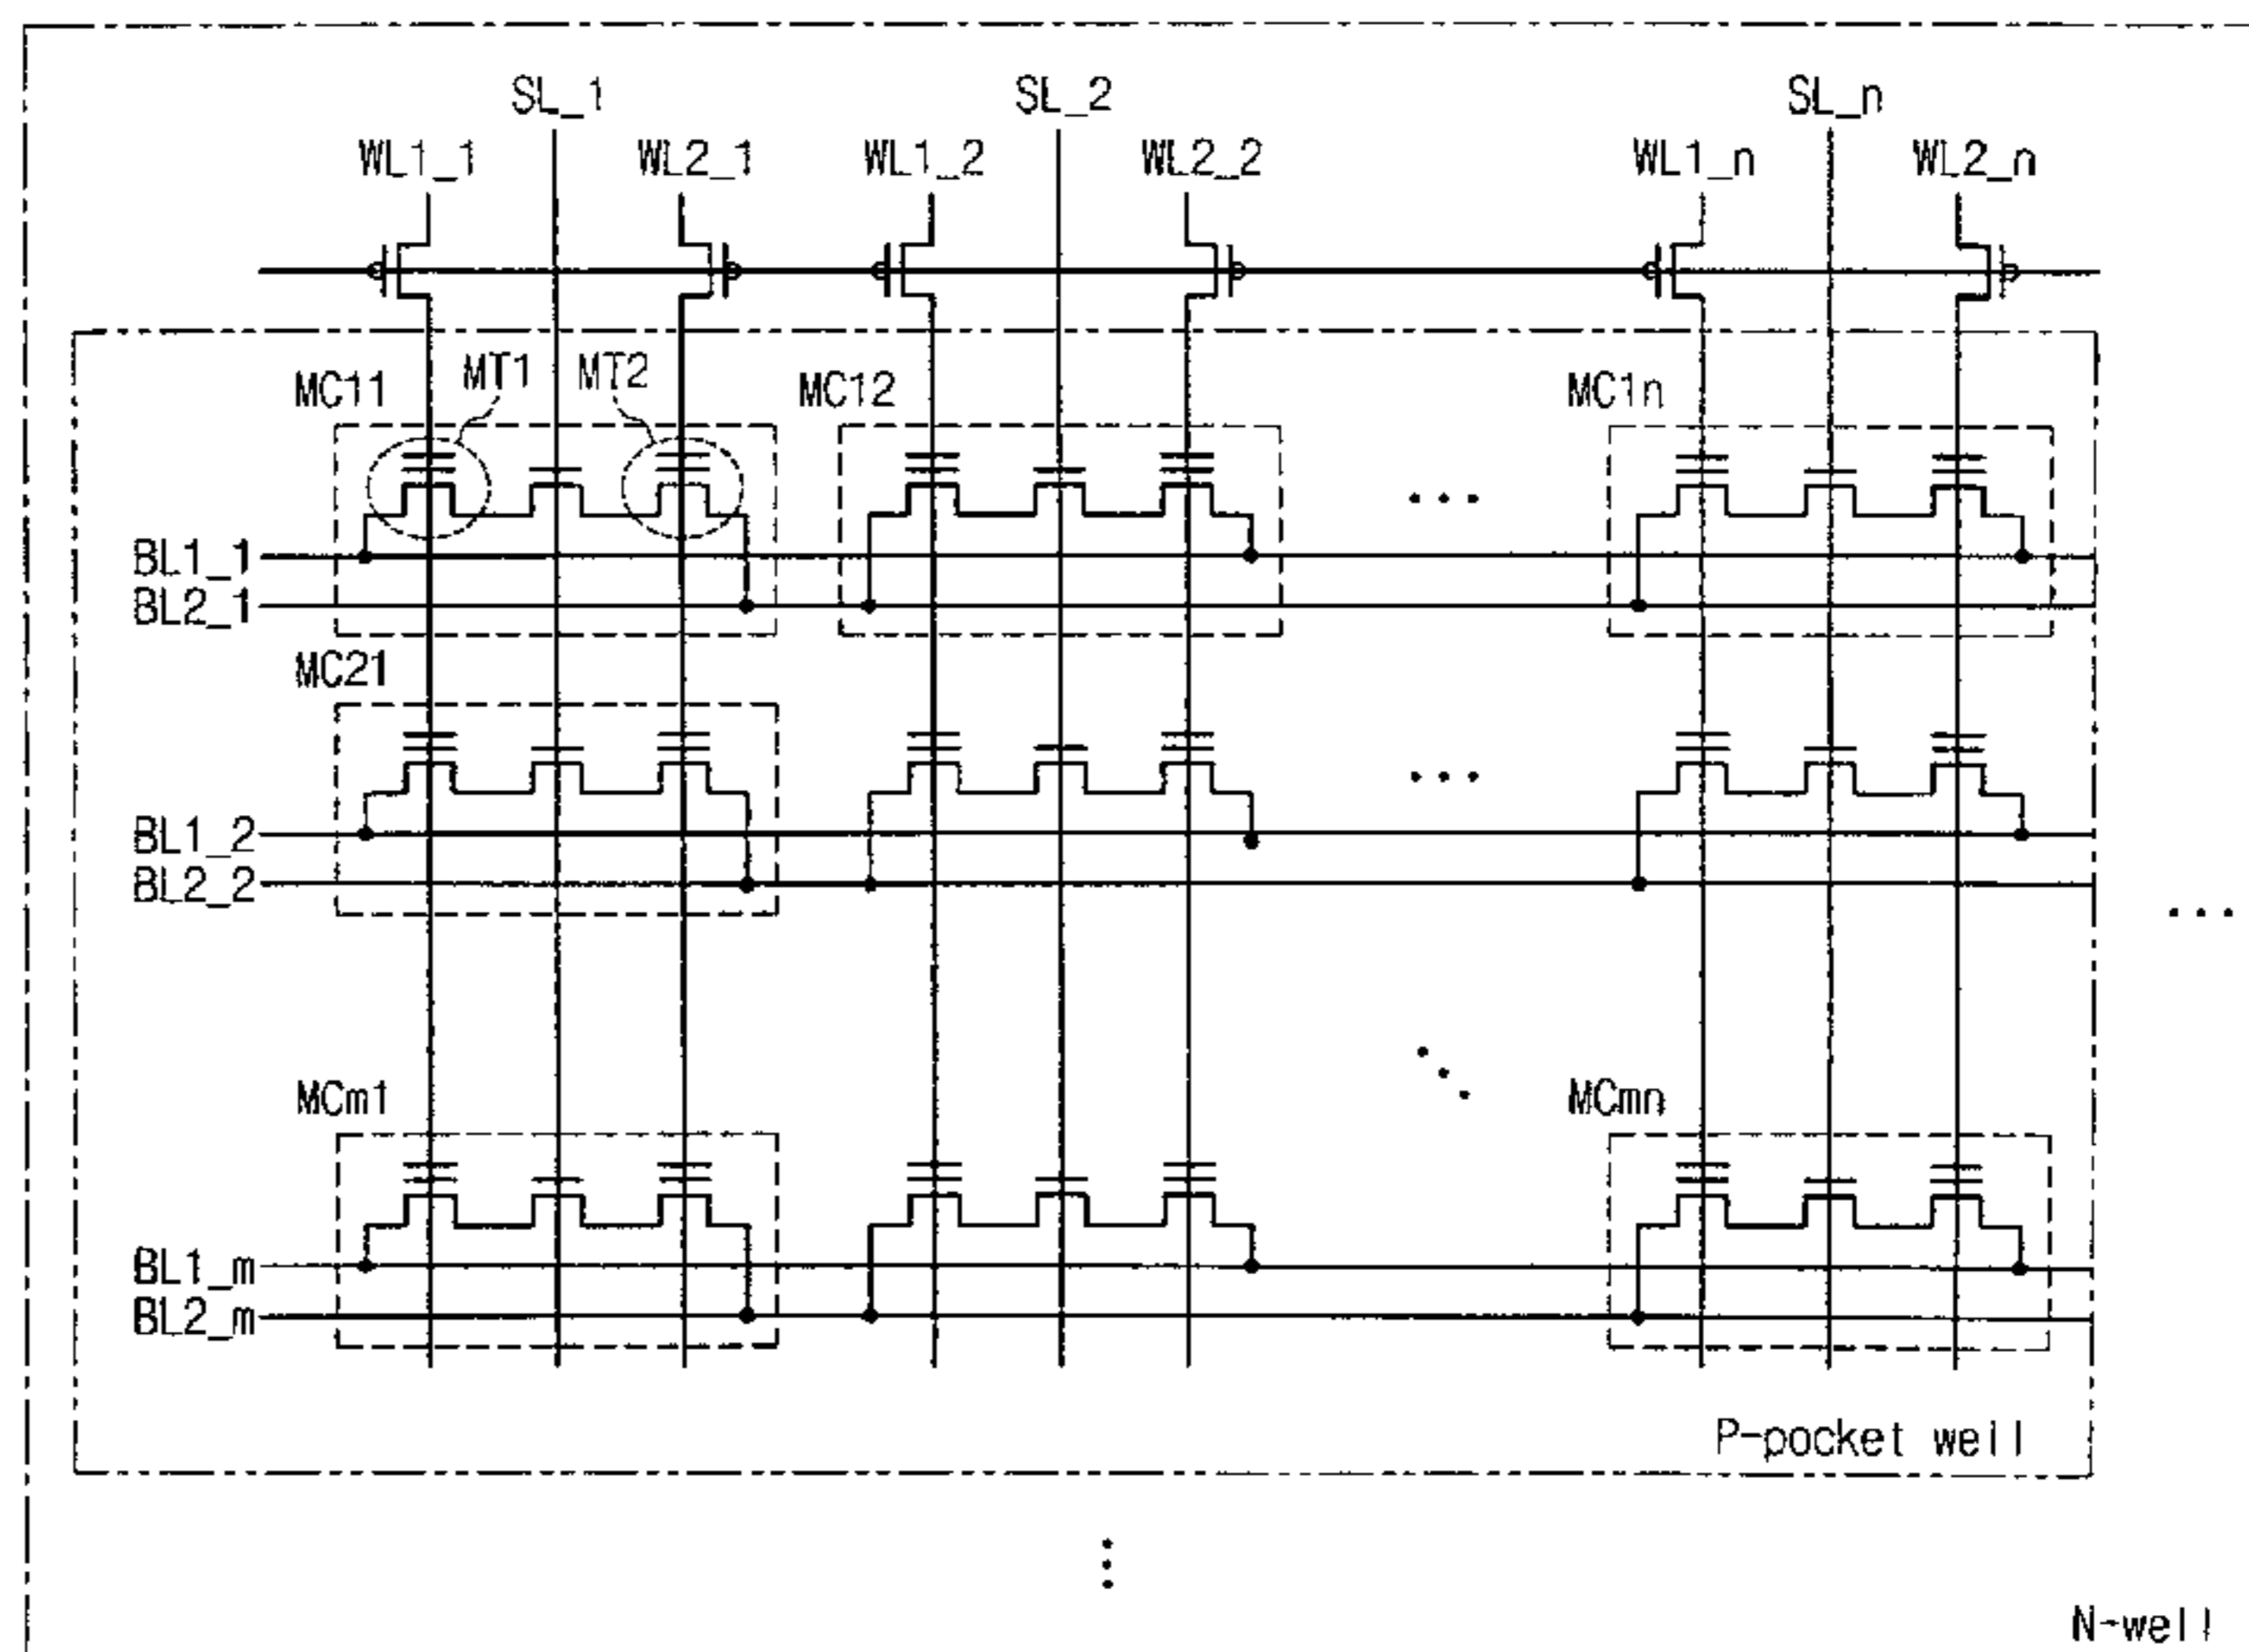 SL_1 SL_2 SL_n
WL1_1 WL2_1 WL1_2 WL2_2 WL1_n WL2_n
MC11 MT1 MT2 MC12 MC1n
BL1_1
BL2_1
MC21
BL1_2
BL2_2
MCm1 MCmn
BL1_m
BL2_m
P-pocket well
N-well